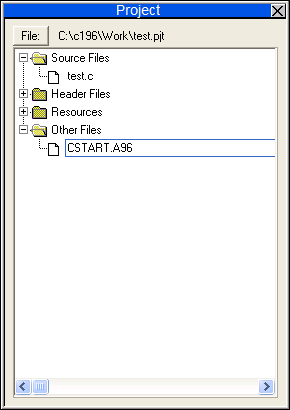 Project
File: C:\c196\Work\test.pjt
Source Files
test.c
Header Files
Resources
Other Files
CSTART.A96